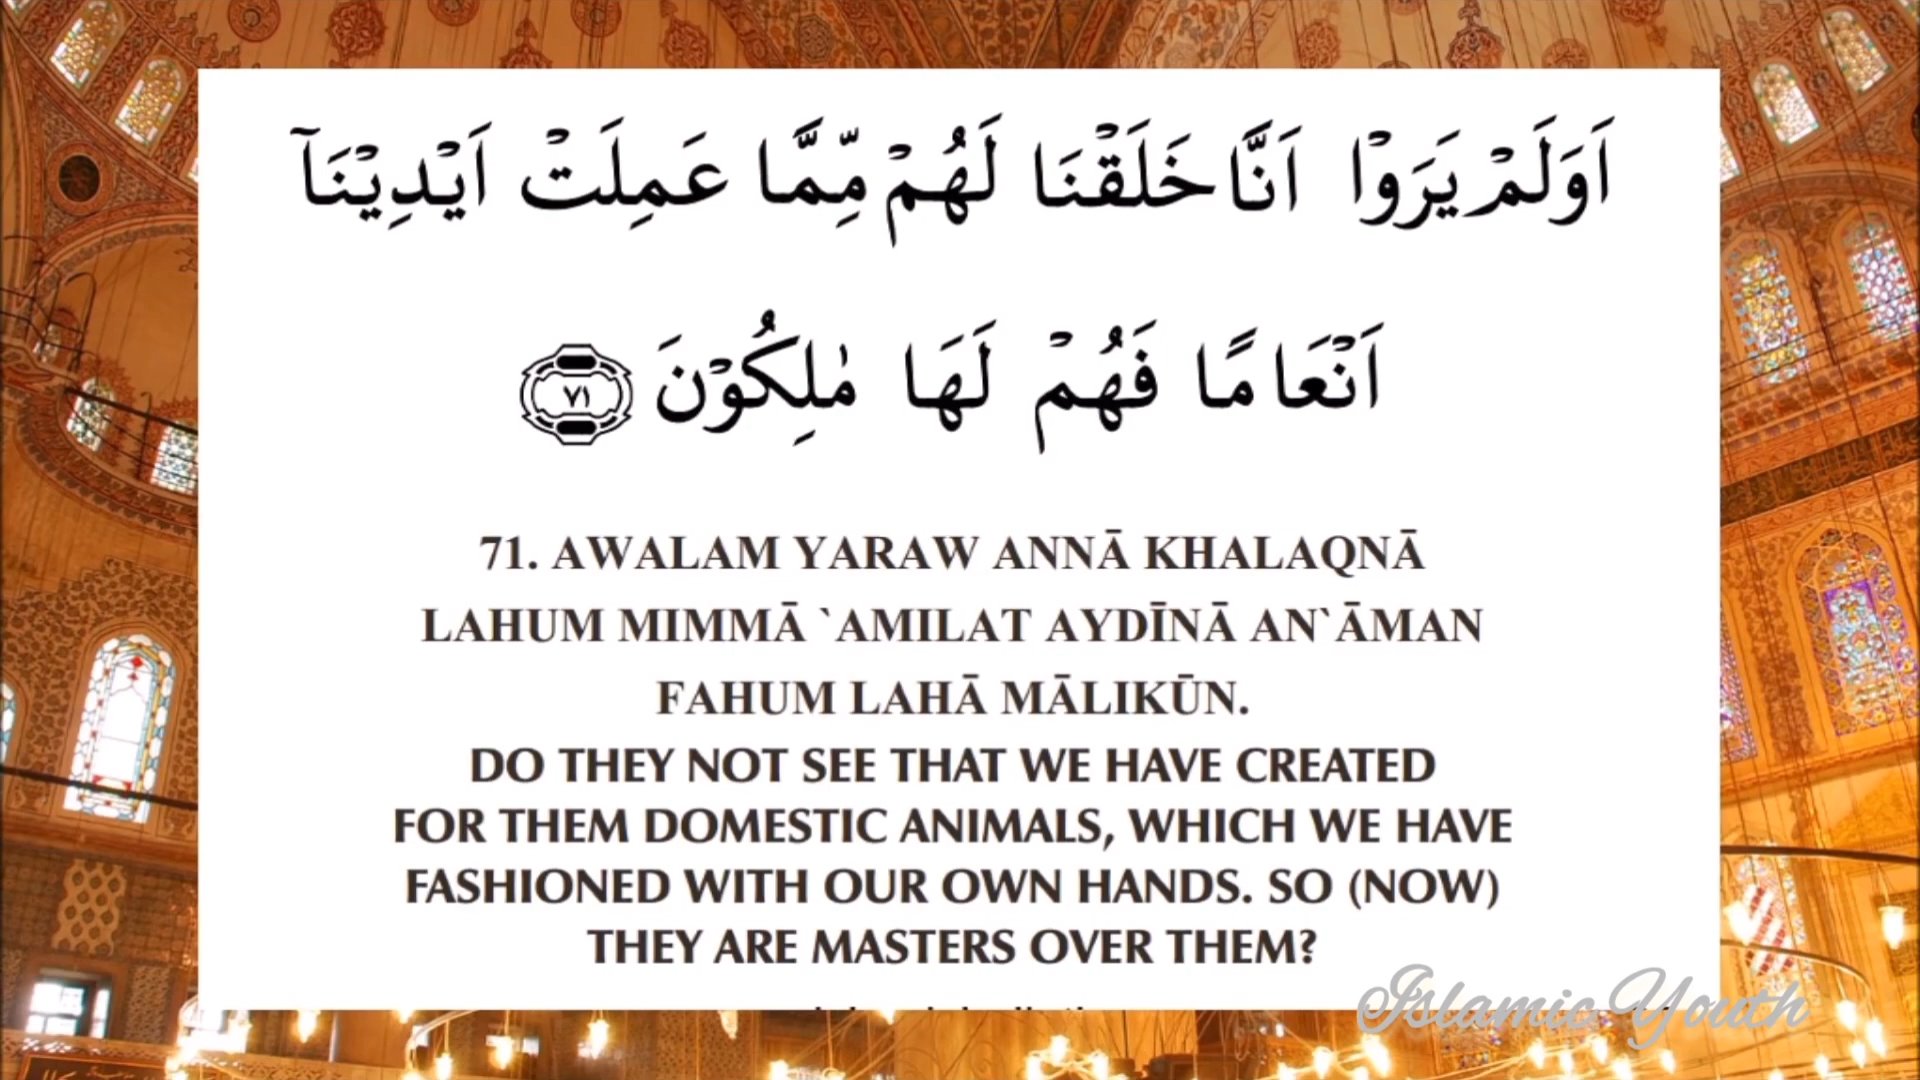 اَوَلَمْ يَرَوْا اَنَّا خَلَقْنَا لَهُمْ مِّمَّا عَمِلَتْ اَيْدِيْنَاۤ
اَنْعَامًا فَهُمْ لَهَا مٰلِكُوْنَ ٧١
71. AWALAM YARAW ANNĀ KHALAQNĀ
LAHUM MIMMĀ `AMILAT AYDĪNĀ AN`ĀMAN
FAHUM LAHĀ MĀLIKŪN.
DO THEY NOT SEE THAT WE HAVE CREATED
FOR THEM DOMESTIC ANIMALS, WHICH WE HAVE
FASHIONED WITH OUR OWN HANDS. SO (NOW)
THEY ARE MASTERS OVER THEM?
Islamic Youth